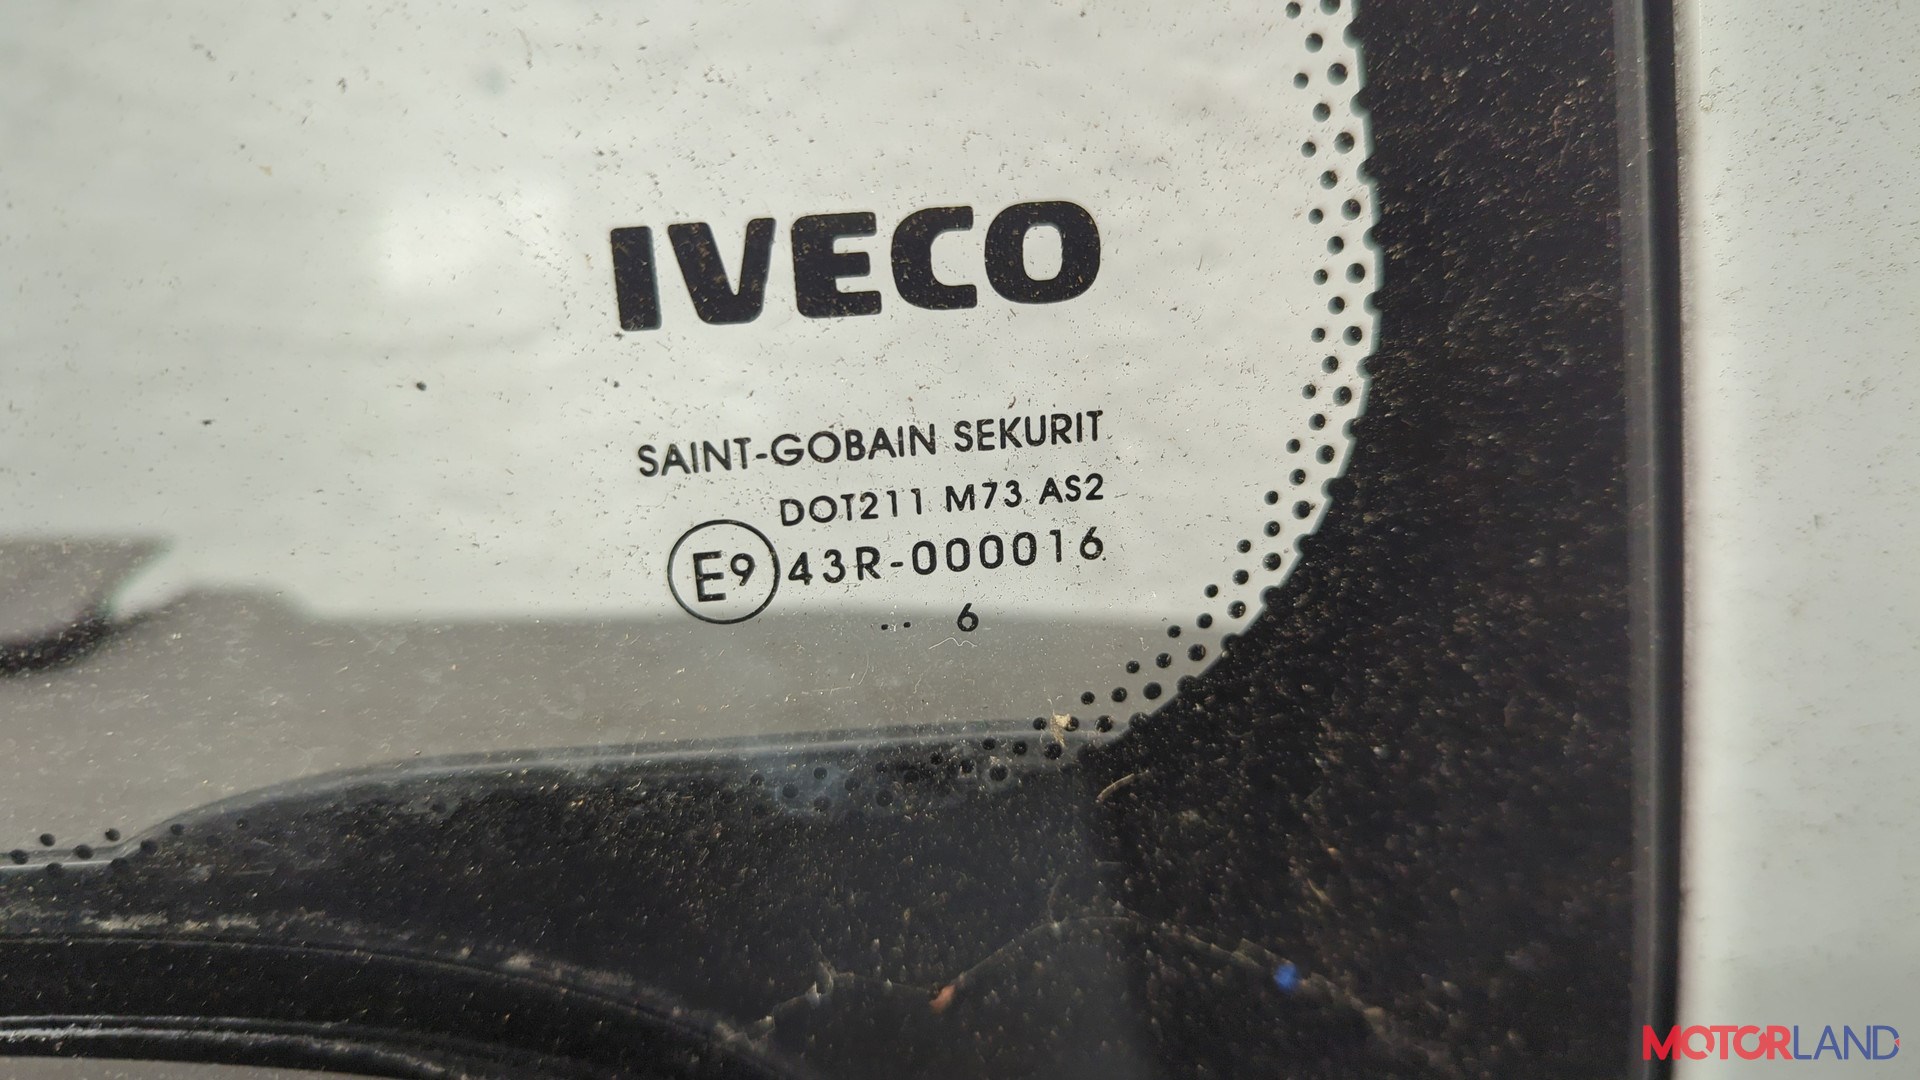 IVECO
SAINT-GOBAIN SEKURIT
DOT211 M73 AS2
E9 43R-000016
.. 6
MOTORLAND